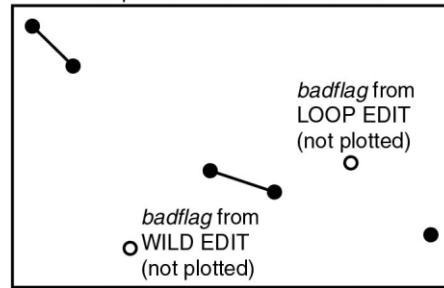 badflag from
LOOP EDIT
(not plotted)
badflag from
WILD EDIT
(not plotted)